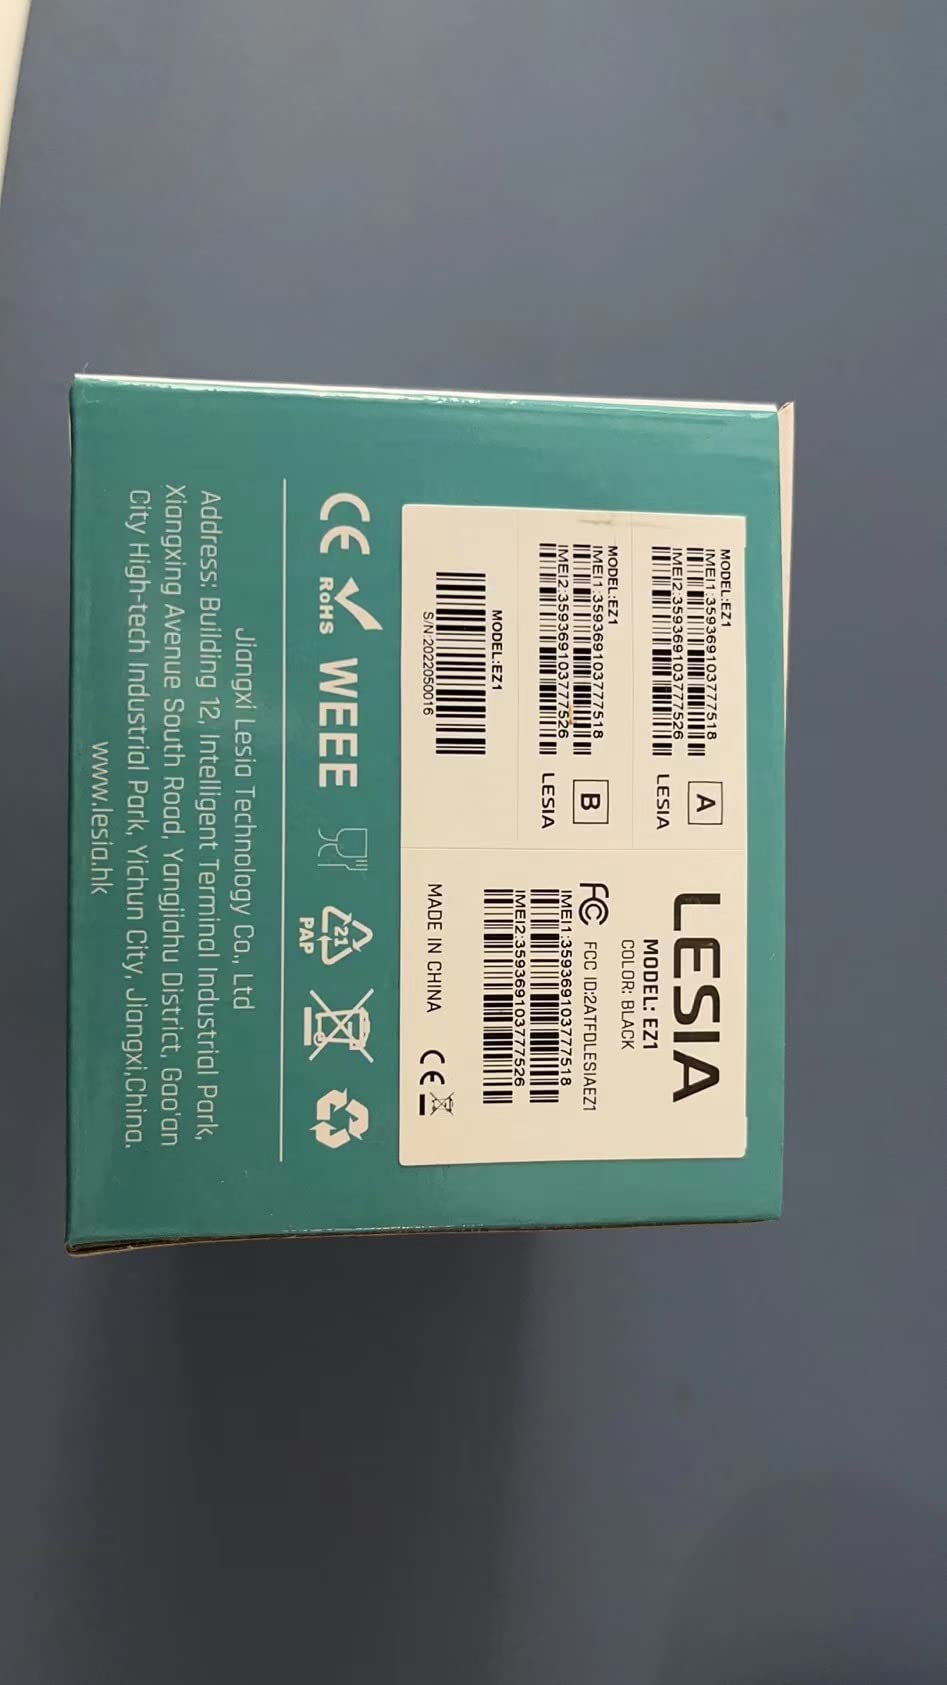 MODEL:EZ1
IMEI1:359369103777518
IMEI2:359369103777526
A
LESIA
MODEL:EZ1
IMEI1:359369103777518
IMEI2:359369103777526
B
LESIA
MODEL:EZ1
S/N:2022050016
LESIA
MODEL: EZ1
COLOR: BLACK
FC FCC ID:2ATFDLESIAEZ1
IMEI1:359369103777518
IMEI2:359369103777526
MADE IN CHINA CE
CE RoHS WEEE 21 PAP
Jiangxi Lesia Technology Co., Ltd
Address: Building 12, Intelligent Terminal Industrial Park,
Xiangxing Avenue South Road, Yangjiahu District, Gao'an
City High-tech Industrial Park, Yichun City, Jiangxi,China.
www.lesia.hk